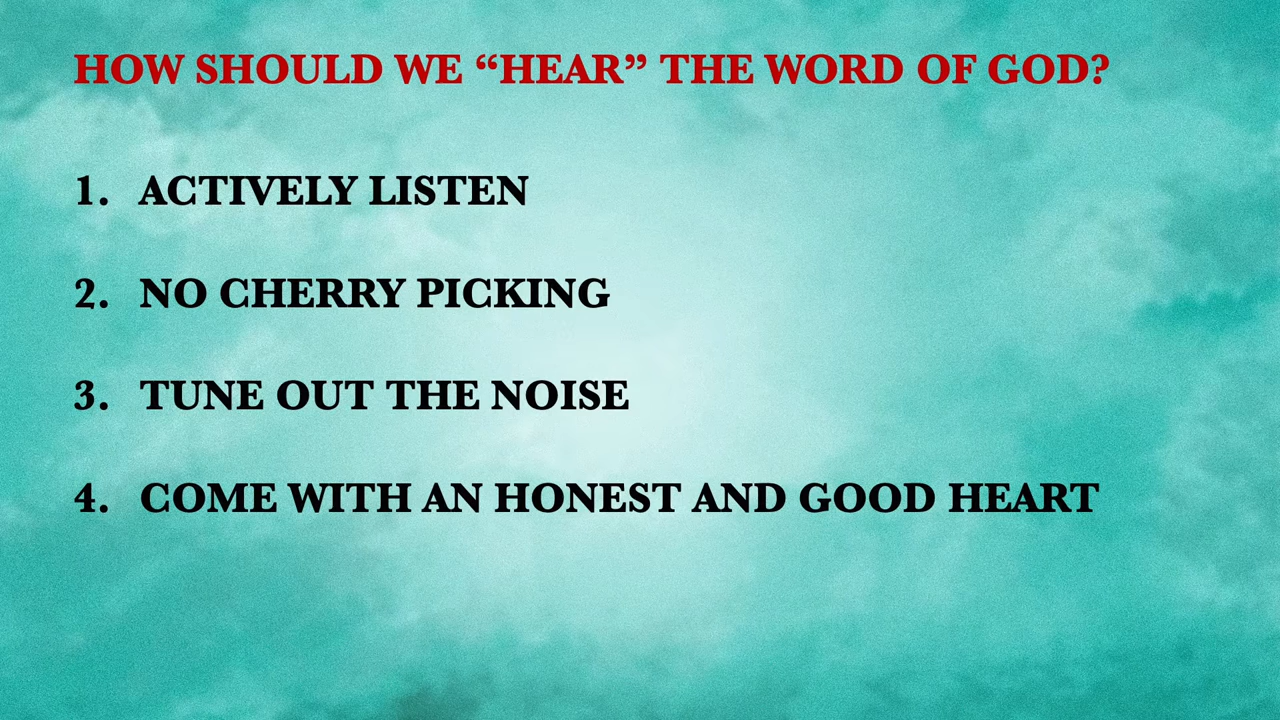 HOW SHOULD WE “HEAR” THE WORD OF GOD?
1. ACTIVELY LISTEN
2. NO CHERRY PICKING
3. TUNE OUT THE NOISE
4. COME WITH AN HONEST AND GOOD HEART